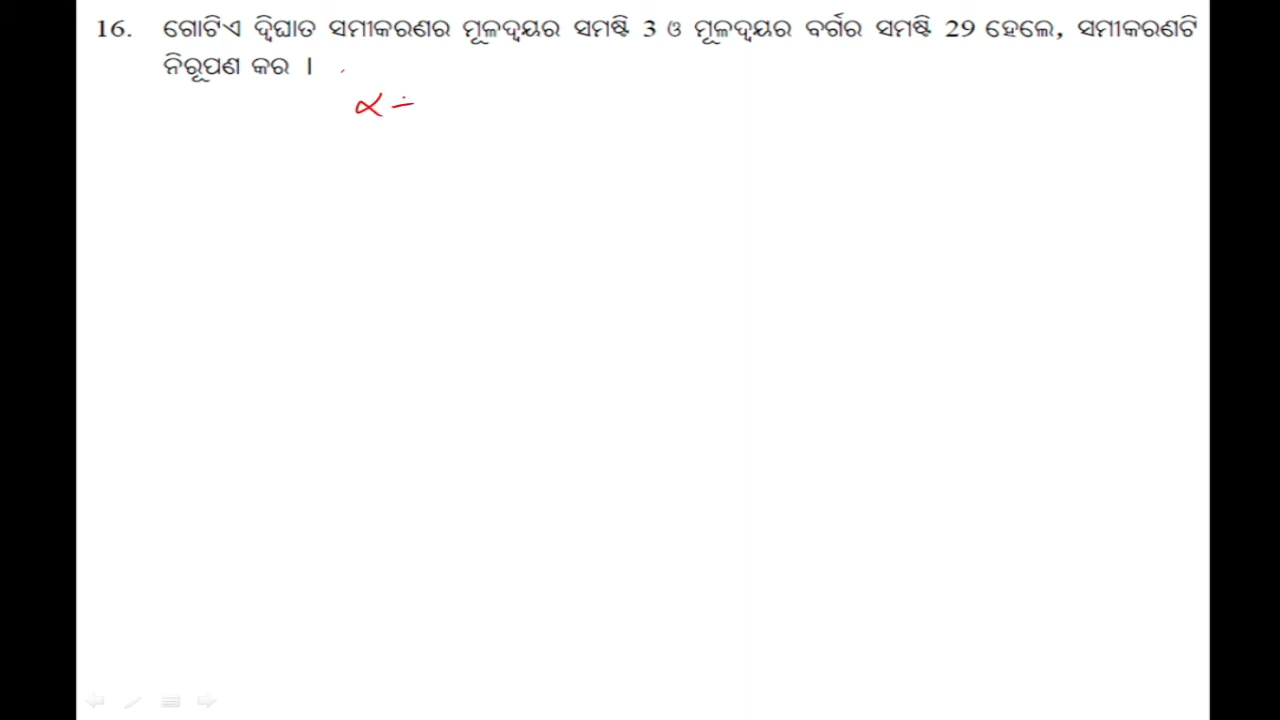 16. ଗୋଟିଏ ଦ୍ୱିଘାତ ସମୀକରଣର ମୂଳଦ୍ୱୟର ସମଷ୍ଟି 3 ଓ ମୂଳଦ୍ୱୟର ବର୍ଗର ସମଷ୍ଟି 29 ହେଲେ, ସମୀକରଣଟି
ନିରୂପଣ କର ।
α ÷